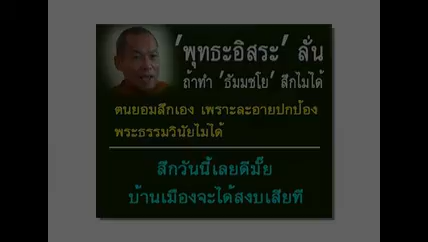 'พุทธะอิสระ' ลั่น
ถ้าทำ 'ธัมมชโย' สึกไม่ได้
ตนยอมสึกเอง เพราะละอายปกป้อง
พระธรรมวินัยไม่ได้
สึกวันนี้เลยดีมั๊ย
บ้านเมืองจะได้สงบเสียที